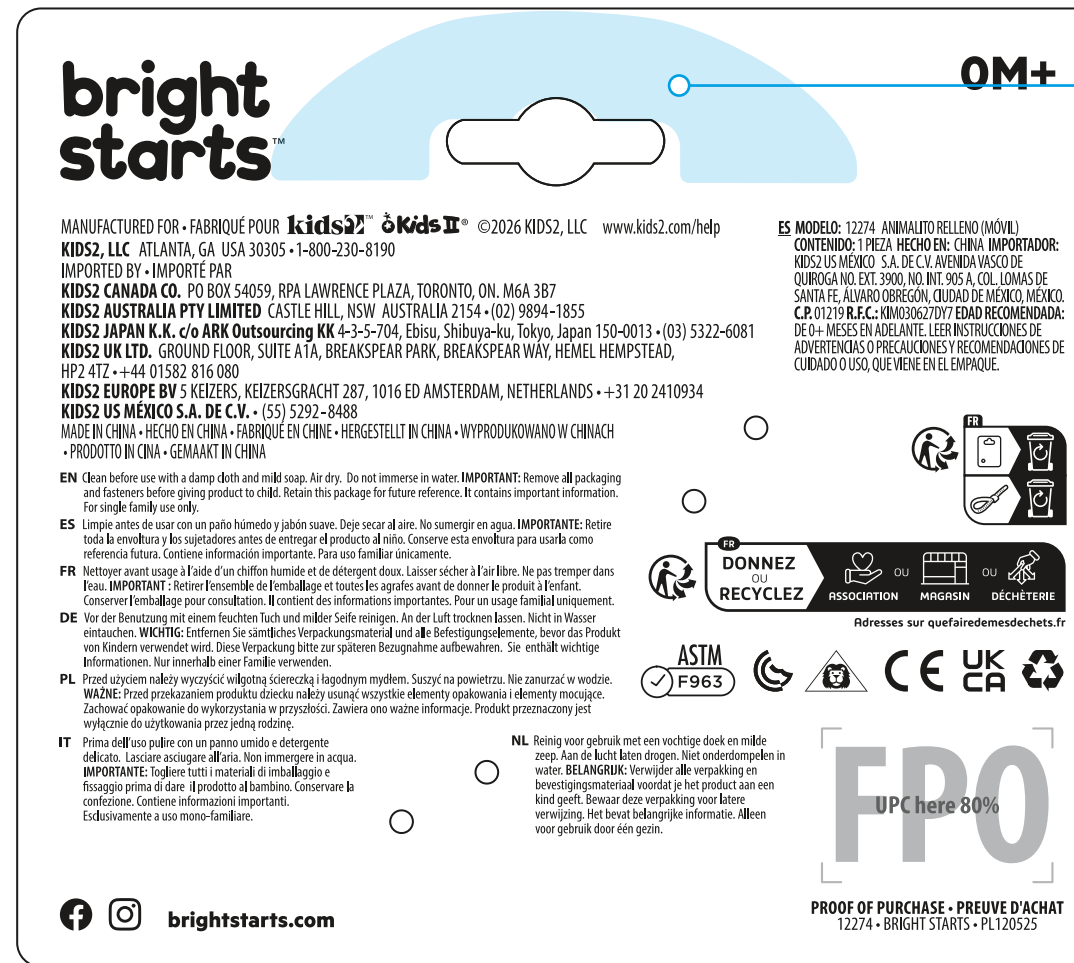 bright
starts™
0M+
MANUFACTURED FOR • FABRIQUÉ POUR kids2™ Kids II® ©2026 KIDS2, LLC www.kids2.com/help
KIDS2, LLC ATLANTA, GA USA 30305 • 1-800-230-8190
IMPORTED BY • IMPORTÉ PAR
KIDS2 CANADA CO. PO BOX 54059, RPA LAWRENCE PLAZA, TORONTO, ON. M6A 3B7
KIDS2 AUSTRALIA PTY LIMITED CASTLE HILL, NSW AUSTRALIA 2154 • (02) 9894-1855
KIDS2 JAPAN K.K. c/o ARK Outsourcing KK 4-3-5-704, Ebisu, Shibuya-ku, Tokyo, Japan 150-0013 • (03) 5322-6081
KIDS2 UK LTD. GROUND FLOOR, SUITE A1A, BREAKSPEAR PARK, BREAKSPEAR WAY, HEMEL HEMPSTEAD,
HP2 4TZ • +44 01582 816 080
KIDS2 EUROPE BV 5 KEIZERS, KEIZERSGRACHT 287, 1016 ED AMSTERDAM, NETHERLANDS • +31 20 2410934
KIDS2 US MÉXICO S.A. DE C.V. • (55) 5292-8488
MADE IN CHINA • HECHO EN CHINA • FABRIQUÉ EN CHINE • HERGESTELLT IN CHINA • WYPRODUKOWANO W CHINACH
• PRODOTTO IN CINA • GEMAAKT IN CHINA
ES MODELO: 12274 ANIMALITO RELLENO (MÓVIL)
CONTENIDO: 1 PIEZA HECHO EN: CHINA IMPORTADOR:
KIDS2 US MÉXICO S.A. DE C.V. AVENIDA VASCO DE
QUIROGA NO. EXT. 3900, NO. INT. 905 A, COL. LOMAS DE
SANTA FE, ÁLVARO OBREGÓN, CIUDAD DE MÉXICO, MÉXICO.
C.P. 01219 R.F.C.: KIM030627DY7 EDAD RECOMENDADA:
DE 0+ MESES EN ADELANTE. LEER INSTRUCCIONES DE
ADVERTENCIAS O PRECAUCIONES Y RECOMENDACIONES DE
CUIDADO O USO, QUE VIENE EN EL EMPAQUE.
EN Clean before use with a damp cloth and mild soap. Air dry. Do not immerse in water. IMPORTANT: Remove all packaging
and fasteners before giving product to child. Retain this package for future reference. It contains important information.
For single family use only.
ES Limpie antes de usar con un paño húmedo y jabón suave. Deje secar al aire. No sumergir en agua. IMPORTANTE: Retire
toda la envoltura y los sujetadores antes de entregar el producto al niño. Conserve esta envoltura para usarla como
referencia futura. Contiene información importante. Para uso familiar únicamente.
FR Nettoyer avant usage à l'aide d'un chiffon humide et de détergent doux. Laisser sécher à l'air libre. Ne pas tremper dans
l'eau. IMPORTANT : Retirer l'ensemble de l'emballage et toutes les agrafes avant de donner le produit à l'enfant.
Conserver l'emballage pour consultation. Il contient des informations importantes. Pour un usage familial uniquement.
DE Vor der Benutzung mit einem feuchten Tuch und milder Seife reinigen. An der Luft trocknen lassen. Nicht in Wasser
eintauchen. WICHTIG: Entfernen Sie sämtliches Verpackungsmaterial und alle Befestigungselemente, bevor das Produkt
von Kindern verwendet wird. Diese Verpackung bitte zur späteren Bezugnahme aufbewahren. Sie enthält wichtige
Informationen. Nur innerhalb einer Familie verwenden.
PL Przed użyciem należy wyczyścić wilgotną ściereczką i łagodnym mydłem. Suszyć na powietrzu. Nie zanurzać w wodzie.
WAŻNE: Przed przekazaniem produktu dziecku należy usunąć wszystkie elementy opakowania i elementy mocujące.
Zachować opakowanie do wykorzystania w przyszłości. Zawiera ono ważne informacje. Produkt przeznaczony jest
wyłącznie do użytkowania przez jedną rodzinę.
IT Prima dell'uso pulire con un panno umido e detergente
delicato. Lasciare asciugare all'aria. Non immergere in acqua.
IMPORTANTE: Togliere tutti i materiali di imballaggio e
fissaggio prima di dare il prodotto al bambino. Conservare la
confezione. Contiene informazioni importanti.
Esclusivamente a uso mono-familiare.
NL Reinig voor gebruik met een vochtige doek en milde
zeep. Aan de lucht laten drogen. Niet onderdompelen in
water. BELANGRIJK: Verwijder alle verpakking en
bevestigingsmateriaal voordat je het product aan een
kind geeft. Bewaar deze verpakking voor latere
verwijzing. Het bevat belangrijke informatie. Alleen
voor gebruik door één gezin.
FR
FR
DONNEZ
OU
RECYCLEZ
ASSOCIATION OU MAGASIN OU DÉCHÈTERIE
Adresses sur quefairedemesdechets.fr
ASTM
F963
CE
UK
CA
FPO
UPC here 80%
PROOF OF PURCHASE • PREUVE D'ACHAT
12274 • BRIGHT STARTS • PL120525
brightstarts.com